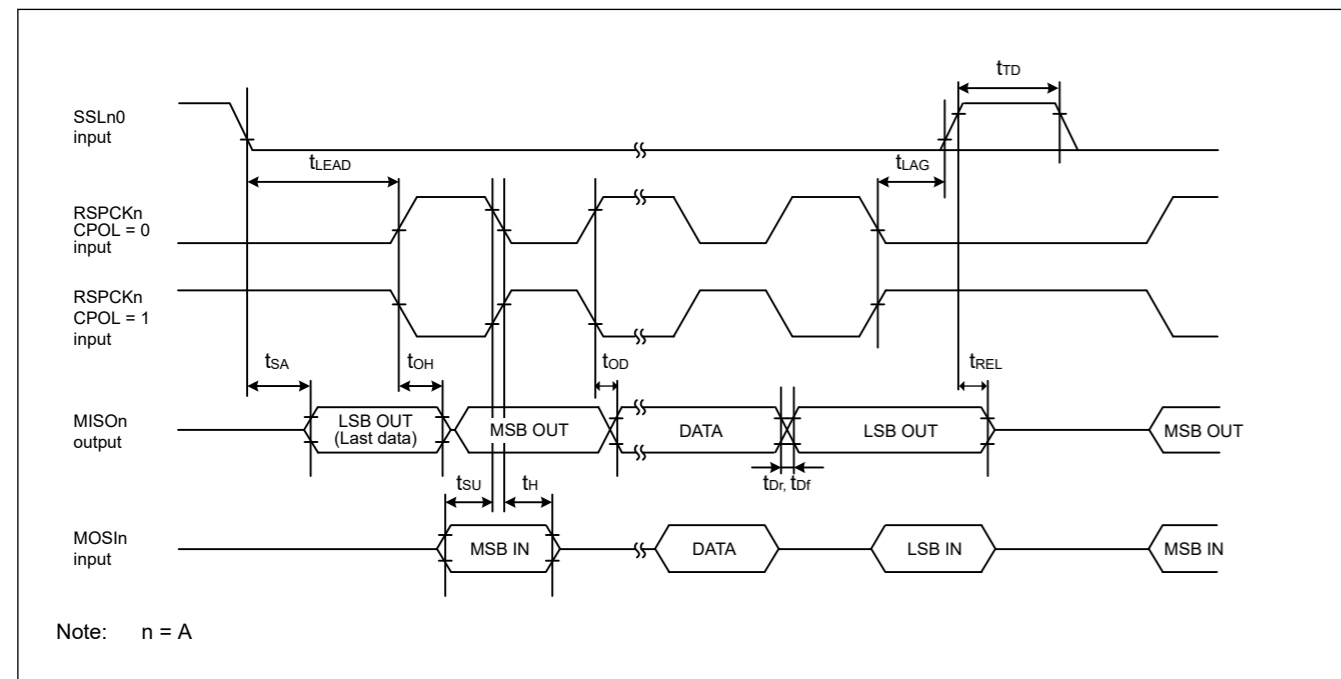 tTD
SSLn0
input
tLEAD
tLAG
RSPCKn
CPOL = 0
input
RSPCKn
CPOL = 1
input
tSA
tOH
tOD
tREL
MISOn
output
LSB OUT
(Last data)
MSB OUT
DATA
LSB OUT
MSB OUT
tSU
tH
tDr, tDf
MOSIn
input
MSB IN
DATA
LSB IN
MSB IN
Note: n = A